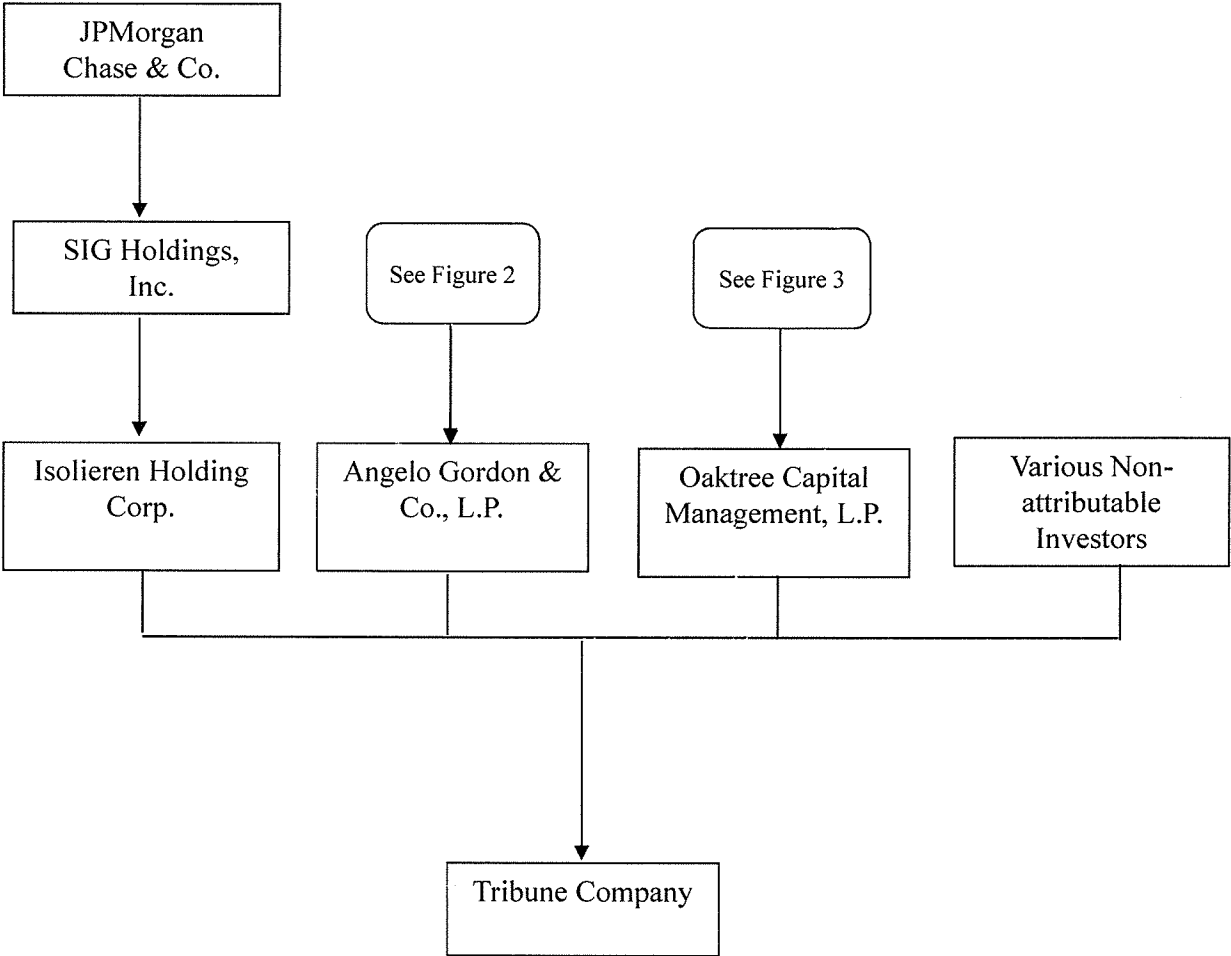 JPMorgan
Chase & Co.
SIG Holdings,
Inc.
See Figure 2
See Figure 3
Isolieren Holding
Corp.
Angelo Gordon &
Co., L.P.
Oaktree Capital
Management, L.P.
Various Non-
attributable
Investors
Tribune Company